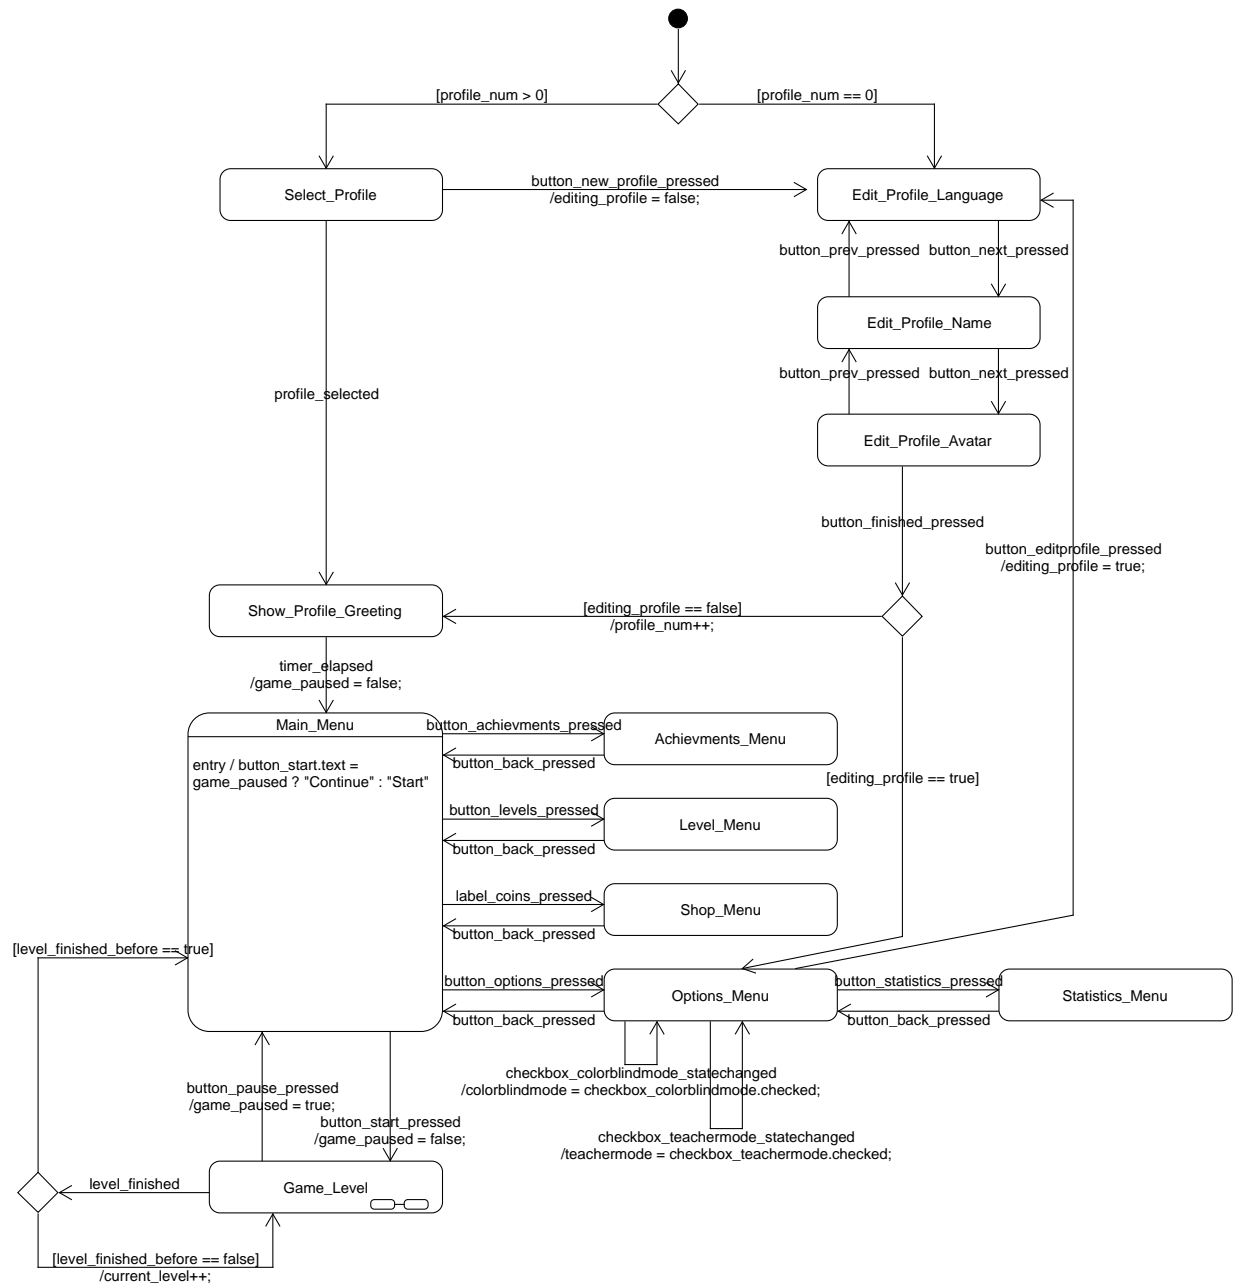 [profile_num > 0]
[profile_num == 0]
Select_Profile
button_new_profile_pressed
/editing_profile = false;
Edit_Profile_Language
button_prev_pressed
button_next_pressed
Edit_Profile_Name
button_prev_pressed
button_next_pressed
profile_selected
Edit_Profile_Avatar
button_finished_pressed
button_editprofile_pressed
/editing_profile = true;
Show_Profile_Greeting
[editing_profile == false]
/profile_num++;
timer_elapsed
/game_paused = false;
Main_Menu
entry / button_start.text =
game_paused ? "Continue" : "Start"
button_achievments_pressed
Achievments_Menu
button_back_pressed
[editing_profile == true]
button_levels_pressed
Level_Menu
button_back_pressed
label_coins_pressed
Shop_Menu
button_back_pressed
[level_finished_before == true]
button_options_pressed
Options_Menu
button_statistics_pressed
Statistics_Menu
button_back_pressed
button_back_pressed
checkbox_colorblindmode_statechanged
/colorblindmode = checkbox_colorblindmode.checked;
button_pause_pressed
/game_paused = true;
button_start_pressed
/game_paused = false;
checkbox_teachermode_statechanged
/teachermode = checkbox_teachermode.checked;
level_finished
Game_Level
[level_finished_before == false]
/current_level++;